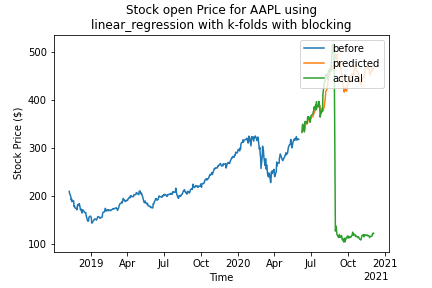 Stock open Price for AAPL using
linear_regression with k-folds with blocking
before
predicted
actual
Stock Price ($)
500
400
300
200
100
2019
Apr
Jul
Oct
2020
Apr
Jul
Oct
2021
Time
2021